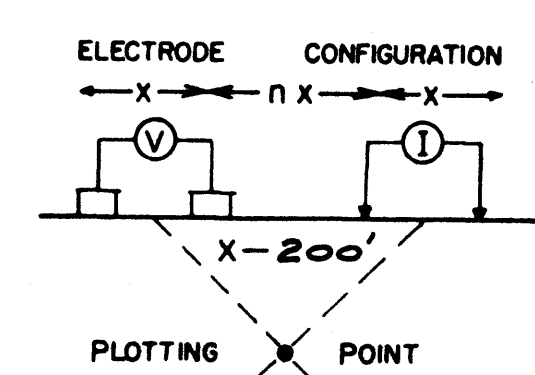 ELECTRODE CONFIGURATION
x n x x
V I
X-200'
PLOTTING POINT